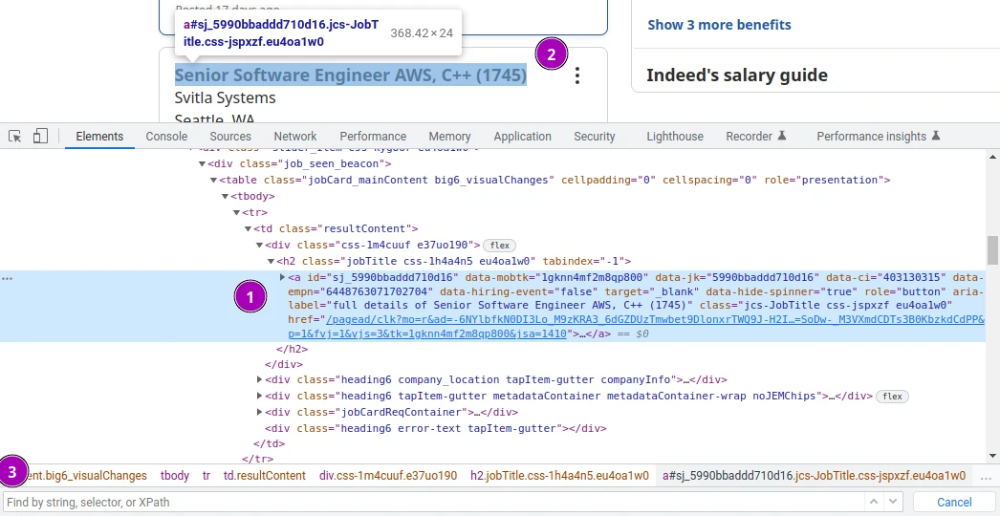 Posted 17 days ago
a#sj_5990bbaddd710d16.jcs-JobT
itle.css-jspxzf.eu4oa1w0
368.42 × 24
Show 3 more benefits
2
Senior Software Engineer AWS, C++ (1745)
Indeed's salary guide
Svitla Systems
Seattle, WA
Elements Console Sources Network Performance Memory Application Security Lighthouse Recorder Performance insights
<div class="slider_item css-kyg8or eu4oa1w0">
<div class="job_seen_beacon">
<table class="jobCard_mainContent big6_visualChanges" cellpadding="0" cellspacing="0" role="presentation">
<tbody>
<tr>
<td class="resultContent">
<div class="css-1m4cuuf e37uo190"> flex
<h2 class="jobTitle css-1h4a4n5 eu4oa1w0" tabindex="-1">
… <a id="sj_5990bbaddd710d16" data-mobtk="1gknn4mf2m8qp800" data-jk="5990bbaddd710d16" data-ci="403130315" data-
1
empn="6448763071702704" data-hiring-event="false" target="_blank" data-hide-spinner="true" role="button" aria-
label="full details of Senior Software Engineer AWS, C++ (1745)" class="jcs-JobTitle css-jspxzf eu4oa1w0"
href="/pagead/clk?mo=r&ad=-6NYlbfkN0DI3Lo_M9zKRA3_6dGZDUzTmwbet9DlonxrTWQ9J-H2I…=SoDw-_M3VXmdCDTs3B0KbzkdCdPP&
p=1&fvj=1&vjs=3&tk=1gknn4mf2m8qp800&jsa=1410">…</a> == $0
</h2>
</div>
<div class="heading6 company_location tapItem-gutter companyInfo">…</div>
<div class="heading6 tapItem-gutter metadataContainer metadataContainer-wrap noJEMChips">…</div> flex
<div class="jobCardReqContainer">…</div>
<div class="heading6 error-text tapItem-gutter"></div>
</td>
</tr>
3
ent.big6_visualChanges tbody tr td.resultContent div.css-1m4cuuf.e37uo190 h2.jobTitle.css-1h4a4n5.eu4oa1w0 a#sj_5990bbaddd710d16.jcs-JobTitle.css-jspxzf.eu4oa1w0 …
Find by string, selector, or XPath
Cancel